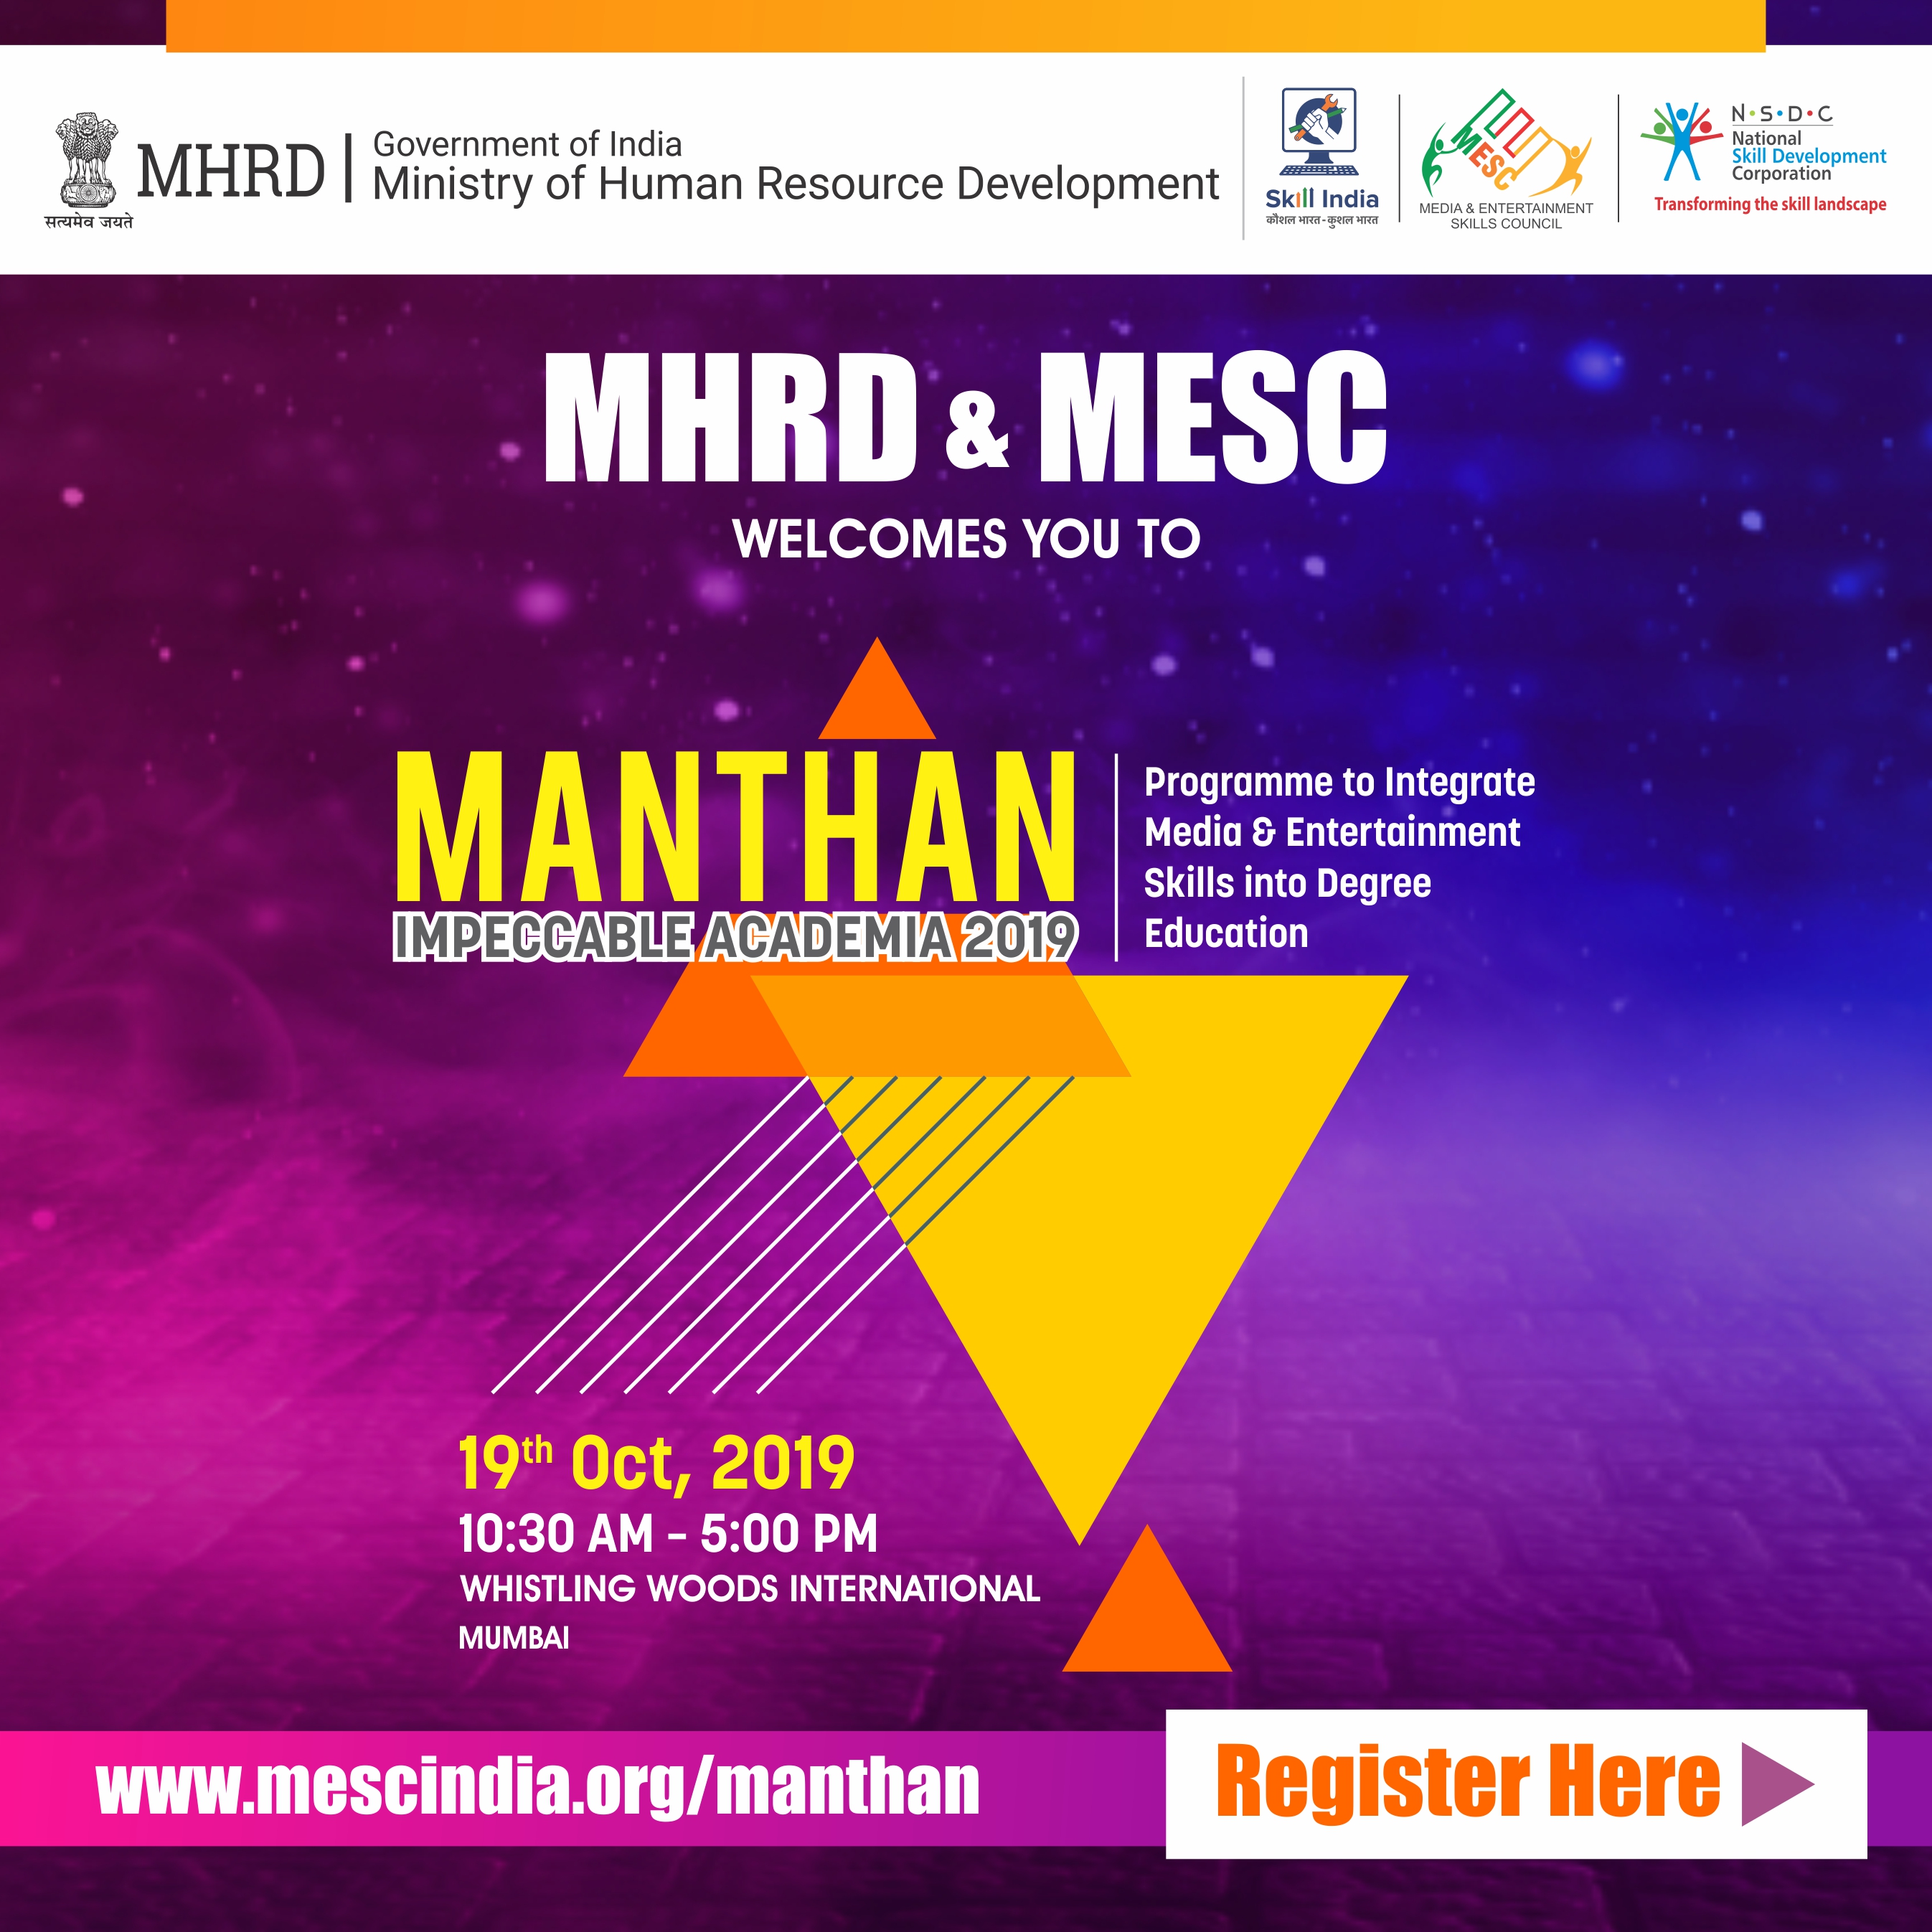 MHRD
Government of India
Ministry of Human Resource Development
सत्यमेव जयते
Skill India
कौशल भारत - कुशल भारत
MESC
MEDIA & ENTERTAINMENT
SKILLS COUNCIL
N·S·D·C
National
Skill Development
Corporation
Transforming the skill landscape
MHRD & MESC
WELCOMES YOU TO
MANTHAN
IMPECCABLE ACADEMIA 2019
Programme to Integrate
Media & Entertainment
Skills into Degree
Education
19th Oct, 2019
10:30 AM - 5:00 PM
WHISTLING WOODS INTERNATIONAL
MUMBAI
www.mescindia.org/manthan
Register Here